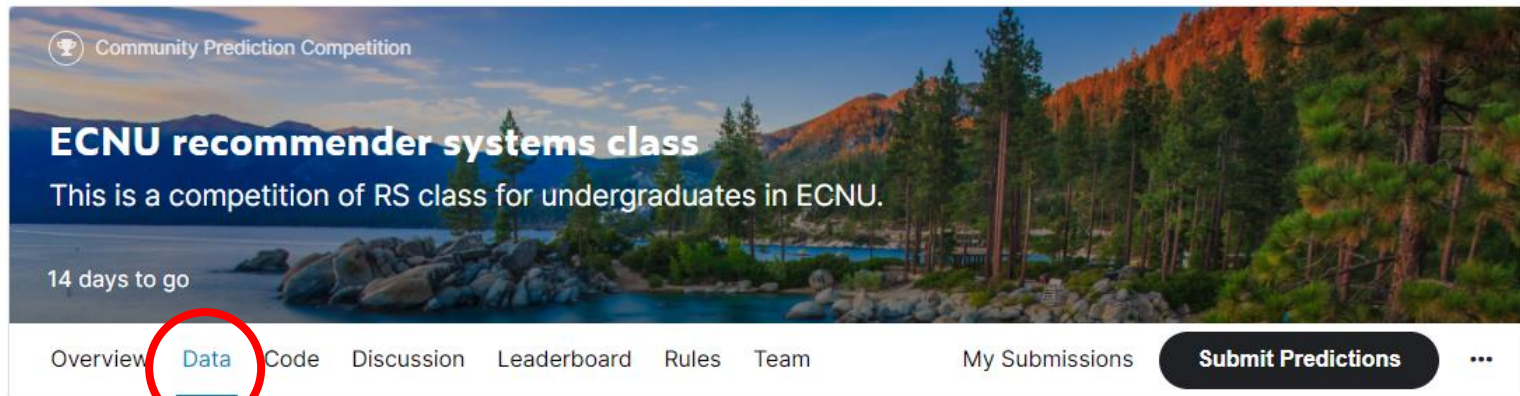 Community Prediction Competition
ECNU recommender systems class
This is a competition of RS class for undergraduates in ECNU.
14 days to go
Overview Data Code Discussion Leaderboard Rules Team My Submissions Submit Predictions ...